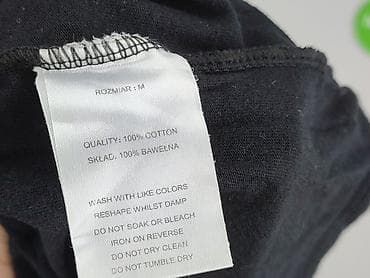 ROZMIAR : M
QUALITY: 100% COTTON
SKŁAD: 100% BAWEŁNA
WASH WITH LIKE COLORS
RESHAPE WHILST DAMP
DO NOT SOAK OR BLEACH
IRON ON REVERSE
DO NOT DRY CLEAN
DO NOT TUMBLE DRY